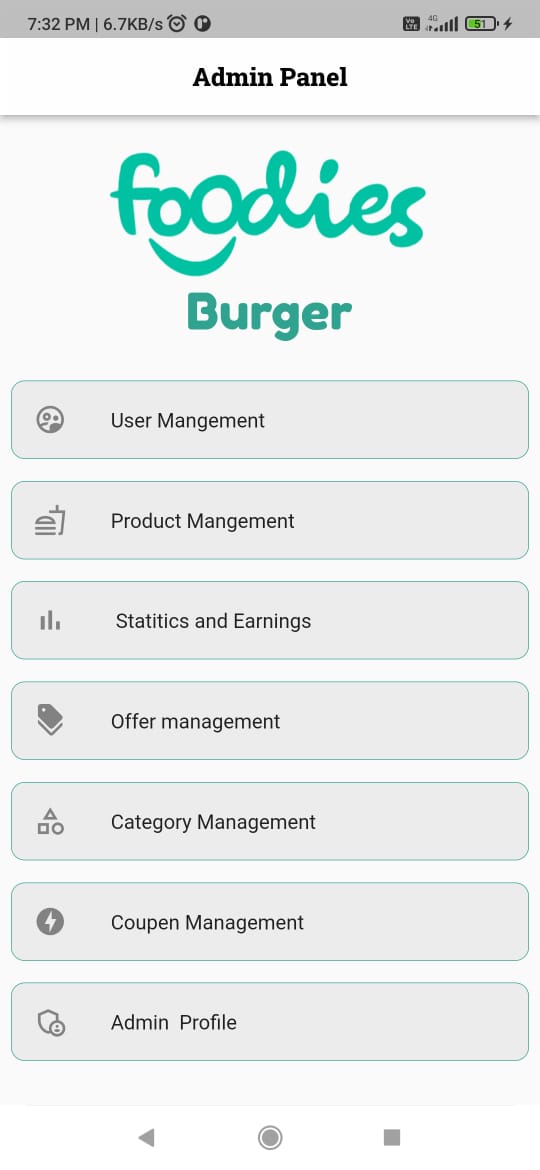 7:32 PM | 6.7KB/s
Vo LTE 4G 51
Admin Panel
foodies
Burger
User Mangement
Product Mangement
Statitics and Earnings
Offer management
Category Management
Coupen Management
Admin  Profile